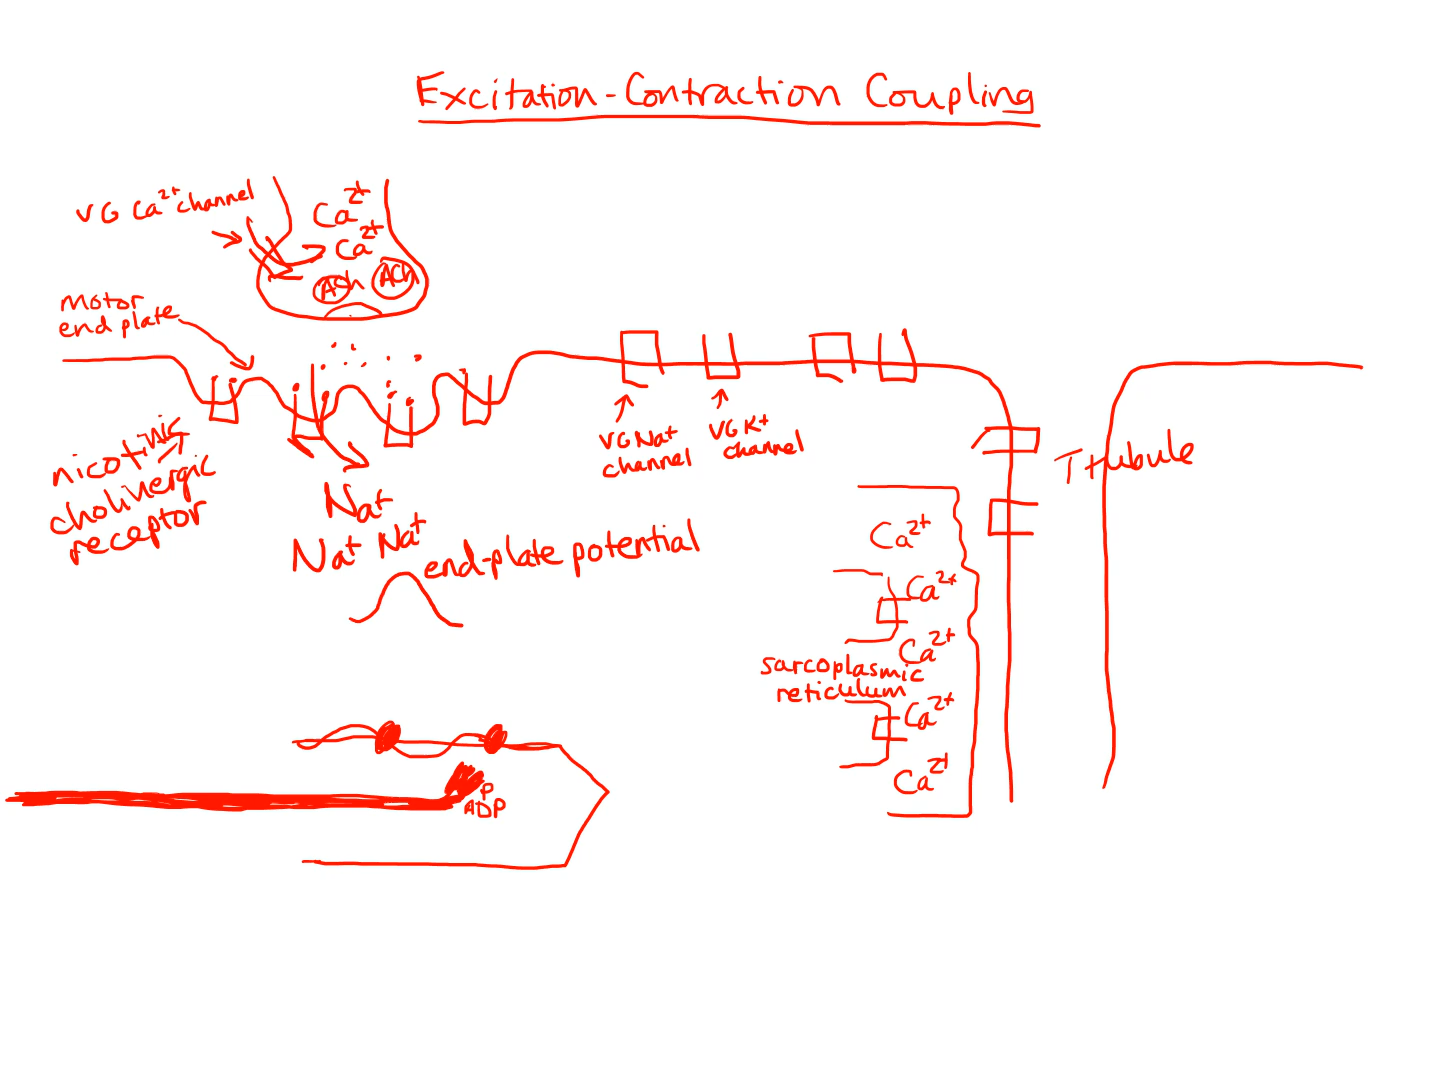 Excitation-Contraction Coupling
VG Ca2+ channel
Ca2+
Ca2+
ACh
ACh
Motor
end plate
nicotinic
cholinergic
receptor
Na+
Na+ Na+
end-plate potential
VG Na+
channel
VG K+
channel
T tubule
Ca2+
Ca2+
Ca2+
sarcoplasmic
reticulum
Ca2+
Ca2+
P
ADP